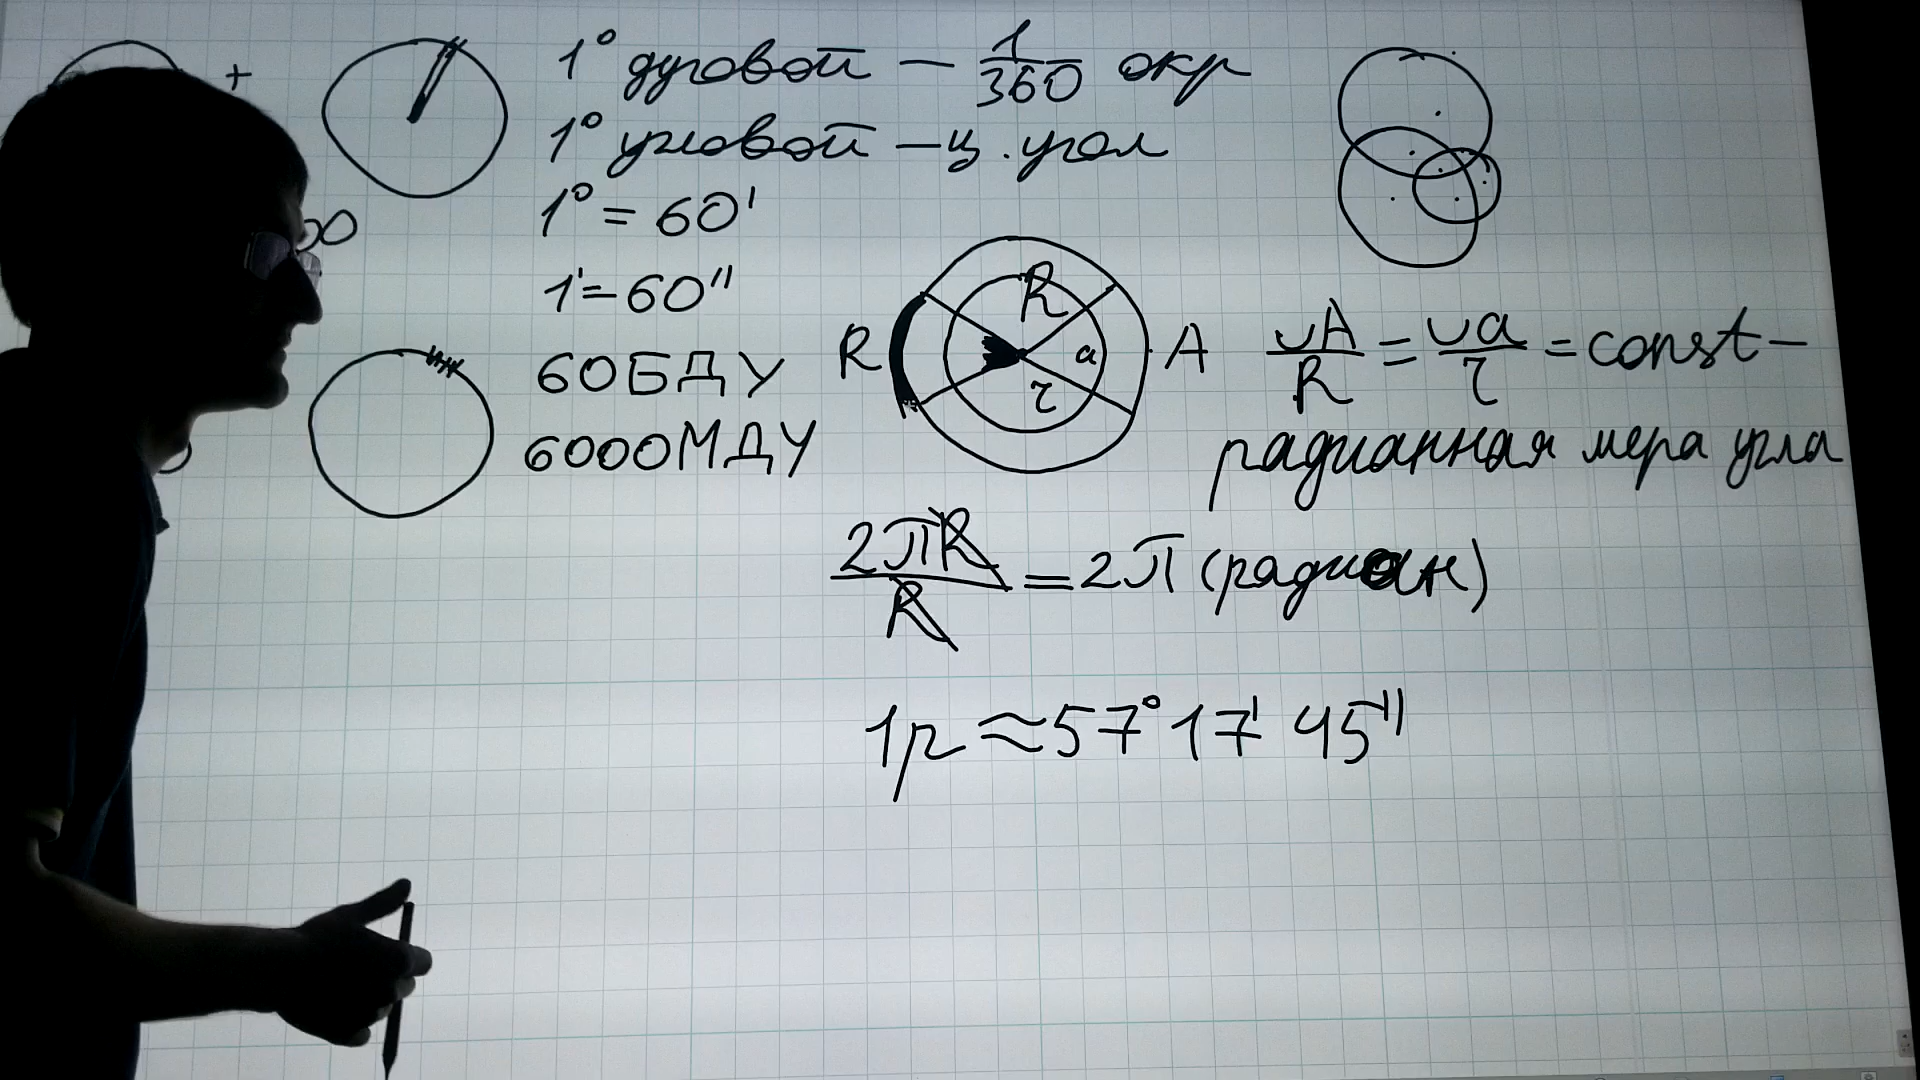 +
1° дуговой — 1/360 окр
1° угловой — ц. угол
1° = 60'
1' = 60''
60БДУ
6000МДУ
R
R
a
r
A
∪A/R = ∪a/r = const —
радианная мера угла
2πR/R = 2π (радиан)
1р ≈ 57° 17' 45''